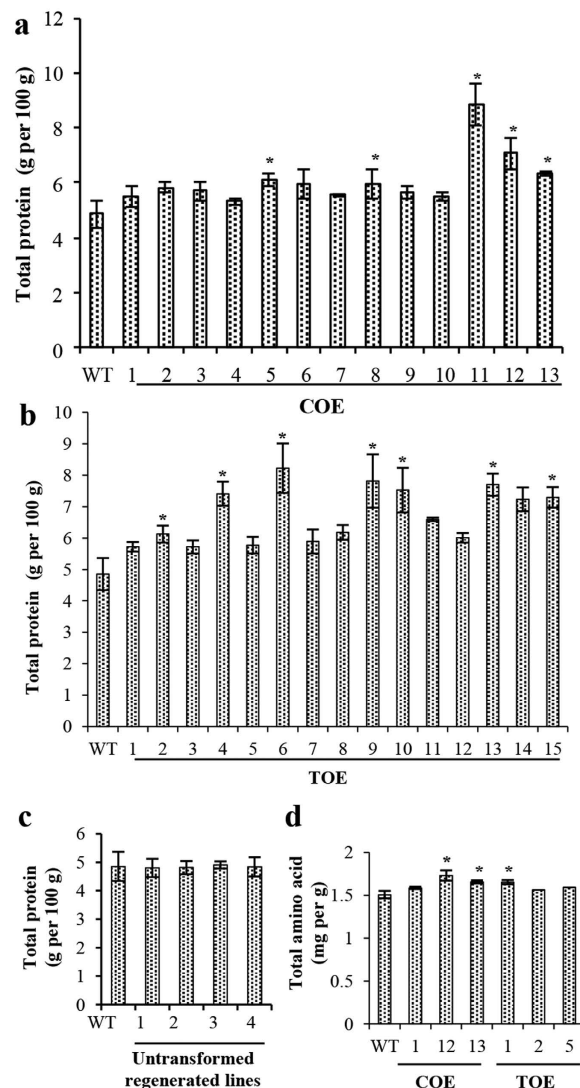 a
Total protein (g per 100 g)
12
10
8
6
4
2
0
* * * * *
WT 1 2 3 4 5 6 7 8 9 10 11 12 13
COE
b
Total protein (g per 100 g)
10
9
8
7
6
5
4
3
2
1
0
* * * * * * *
WT 1 2 3 4 5 6 7 8 9 10 11 12 13 14 15
TOE
c
Total protein
(g per 100 g)
6
5
4
3
2
1
0
WT 1 2 3 4
Untransformed
regenerated lines
d
Total amino acid
(mg per g)
2
1.5
1
0.5
0
* * *
WT 1 12 13 1 2 5
COE TOE